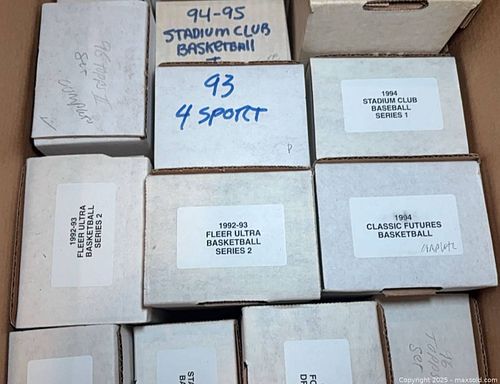 94-95
STADIUM CLUB
BASKETBALL
I
93
4 SPORT
P
1994
STADIUM CLUB
BASEBALL
SERIES 1
1992-93
FLEER ULTRA
BASKETBALL
SERIES 2
1992-93
FLEER ULTRA
BASKETBALL
SERIES 2
1994
CLASSIC FUTURES
BASKETBALL
Set
Copyright 2025 - maxsold.com